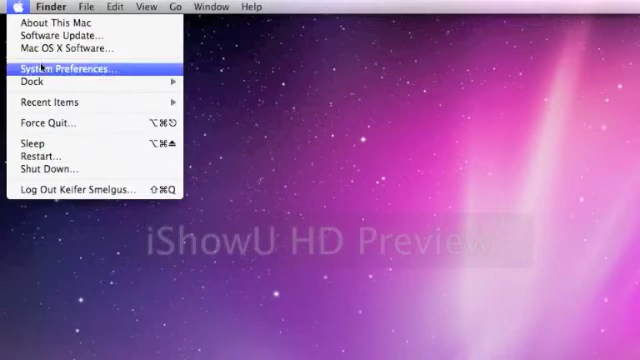 Finder File Edit View Go Window Help
About This Mac
Software Update...
Mac OS X Software...
System Preferences...
Dock
Recent Items
Force Quit... ⌥⌘⎋
Sleep ⌥⌘⏏
Restart...
Shut Down...
Log Out Keifer Smelgus... ⇧⌘Q
iShowU HD Preview